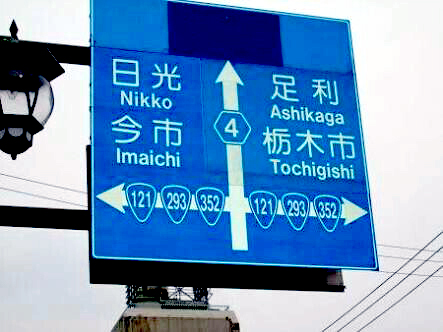 日光
Nikko
今市
Imaichi
足利
Ashikaga
栃木市
Tochigishi
4
121 293 352
121 293 352